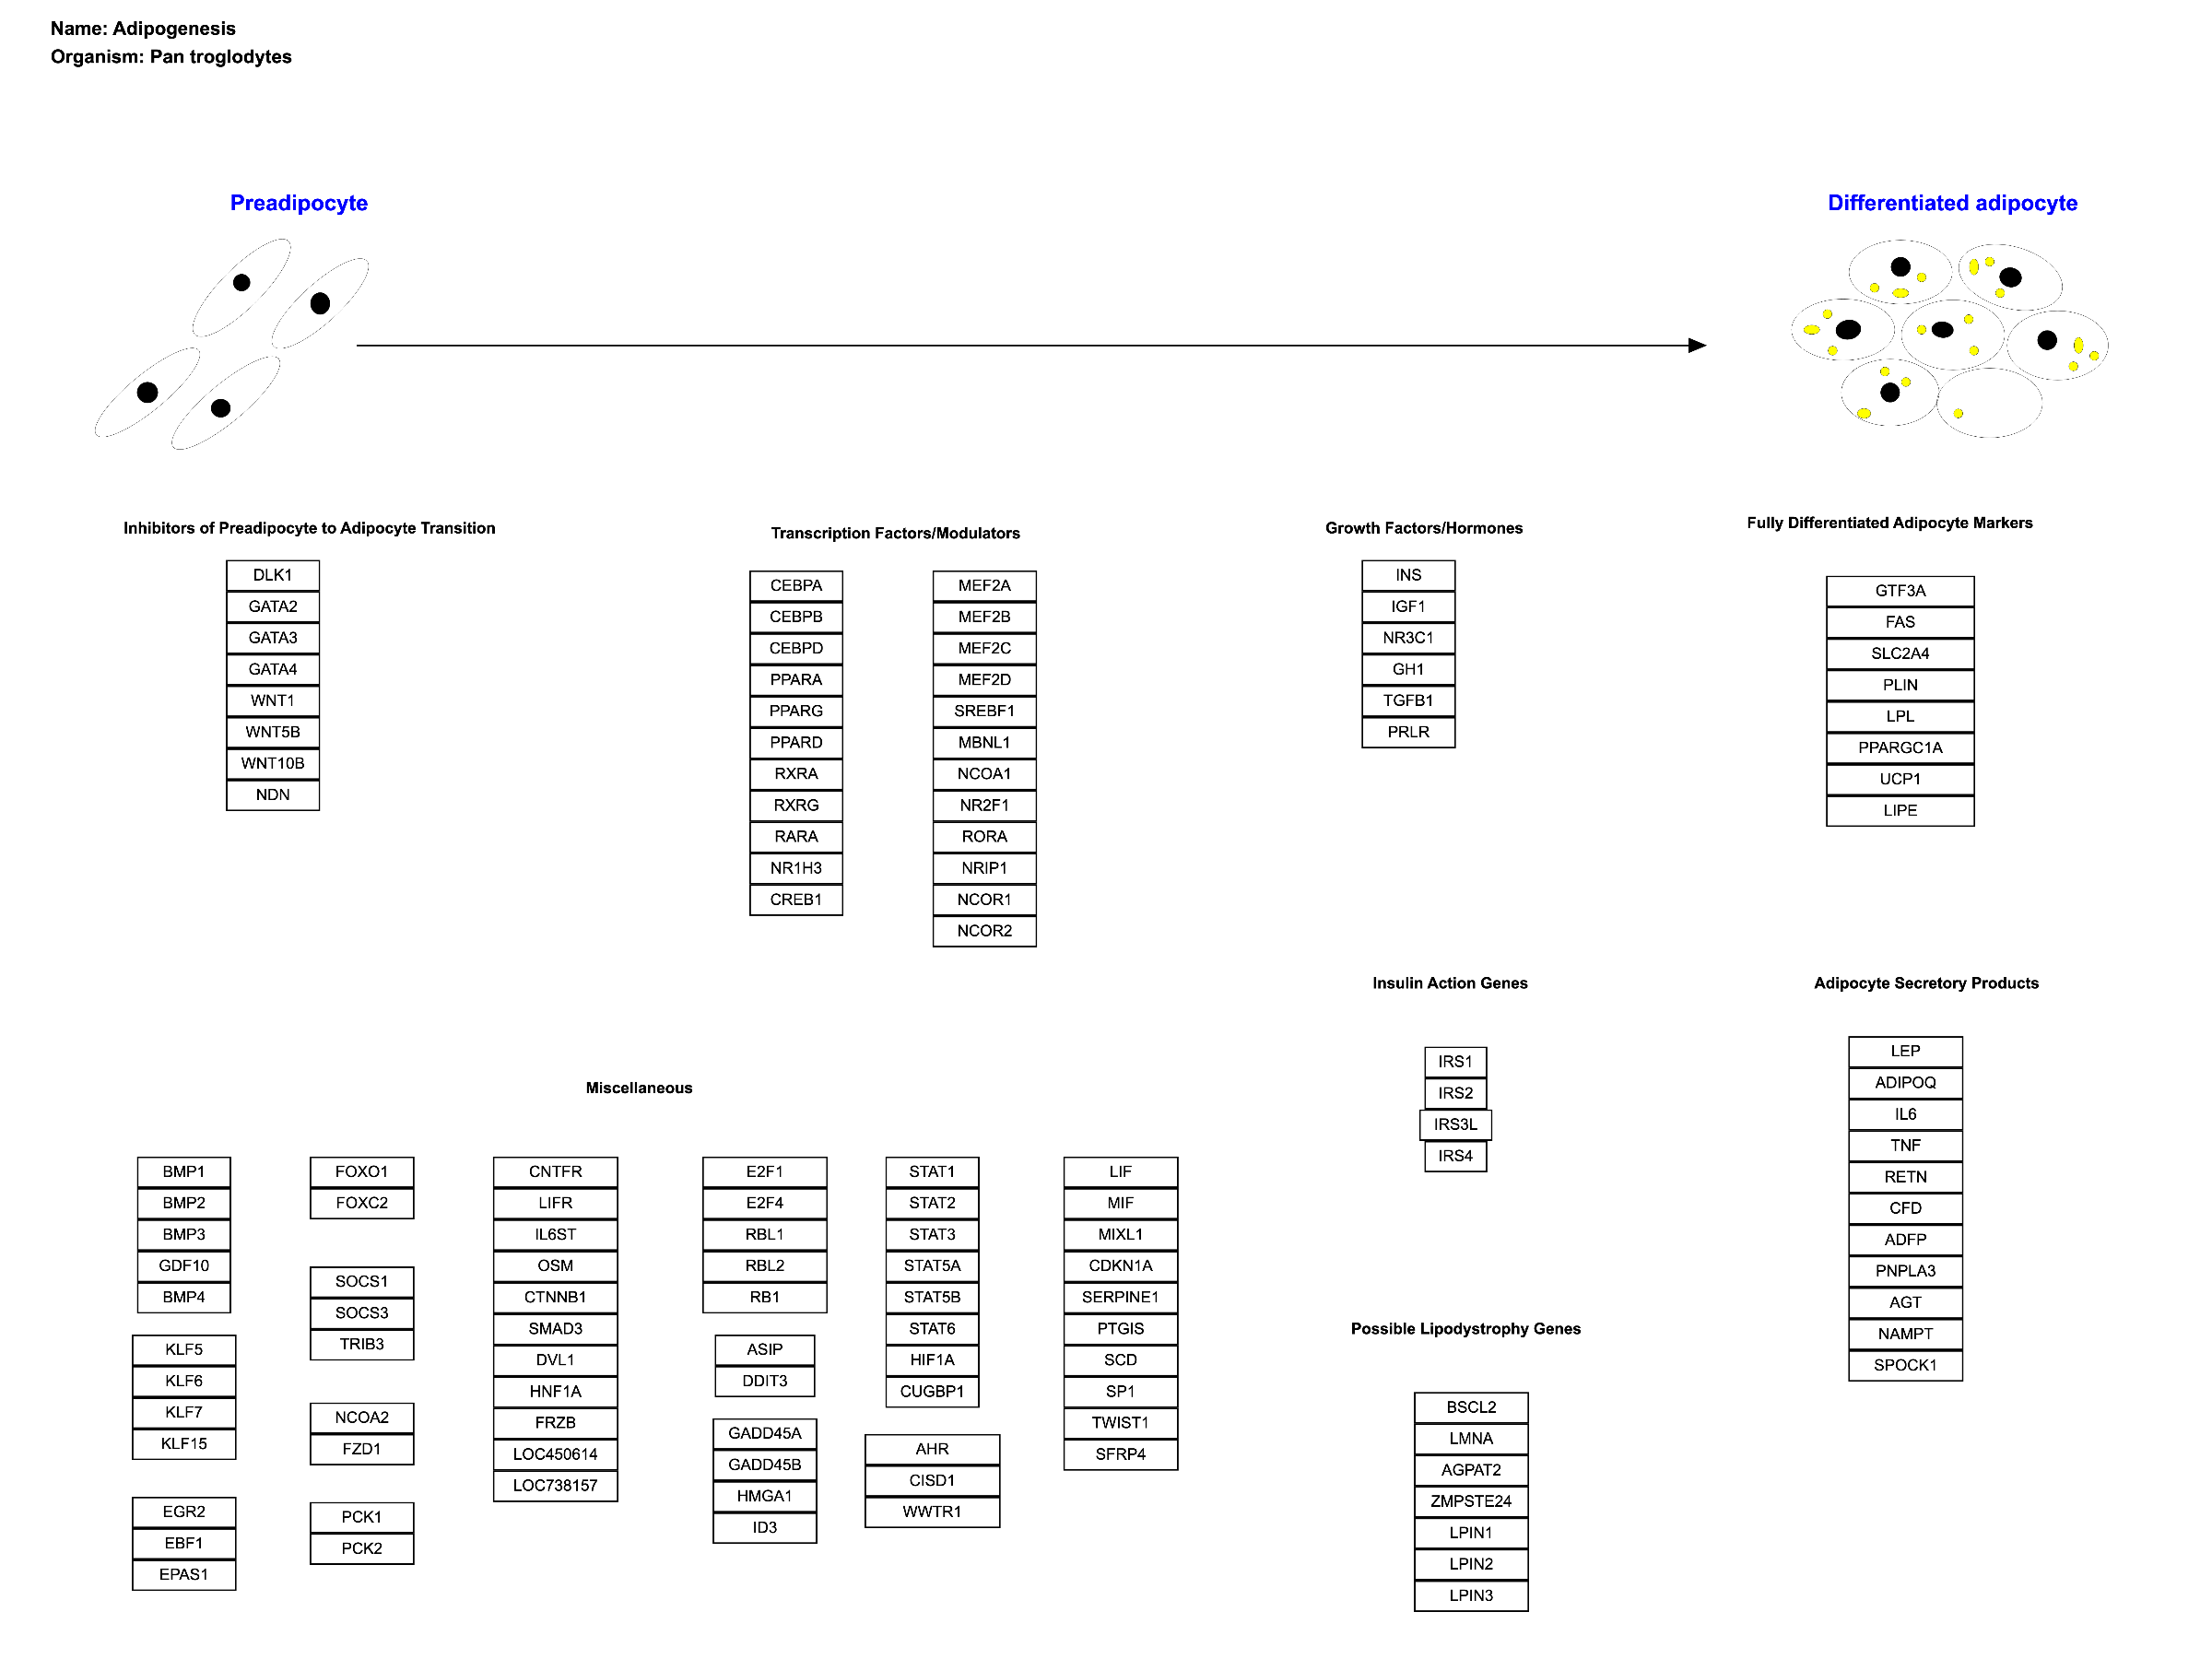 Name: Adipogenesis
Organism: Pan troglodytes
Preadipocyte
Differentiated adipocyte
Inhibitors of Preadipocyte to Adipocyte Transition
DLK1
GATA2
GATA3
GATA4
WNT1
WNT5B
WNT10B
NDN
Transcription Factors/Modulators
CEBPA
CEBPB
CEBPD
PPARA
PPARG
PPARD
RXRA
RXRG
RARA
NR1H3
CREB1
MEF2A
MEF2B
MEF2C
MEF2D
SREBF1
MBNL1
NCOA1
NR2F1
RORA
NRIP1
NCOR1
NCOR2
Growth Factors/Hormones
INS
IGF1
NR3C1
GH1
TGFB1
PRLR
Fully Differentiated Adipocyte Markers
GTF3A
FAS
SLC2A4
PLIN
LPL
PPARGC1A
UCP1
LIPE
Miscellaneous
BMP1
BMP2
BMP3
GDF10
BMP4
KLF5
KLF6
KLF7
KLF15
EGR2
EBF1
EPAS1
FOXO1
FOXC2
SOCS1
SOCS3
TRIB3
NCOA2
FZD1
PCK1
PCK2
CNTFR
LIFR
IL6ST
OSM
CTNNB1
SMAD3
DVL1
HNF1A
FRZB
LOC450614
LOC738157
E2F1
E2F4
RBL1
RBL2
RB1
ASIP
DDIT3
GADD45A
GADD45B
HMGA1
ID3
STAT1
STAT2
STAT3
STAT5A
STAT5B
STAT6
HIF1A
CUGBP1
AHR
CISD1
WWTR1
LIF
MIF
MIXL1
CDKN1A
SERPINE1
PTGIS
SCD
SP1
TWIST1
SFRP4
Insulin Action Genes
IRS1
IRS2
IRS3L
IRS4
Possible Lipodystrophy Genes
BSCL2
LMNA
AGPAT2
ZMPSTE24
LPIN1
LPIN2
LPIN3
Adipocyte Secretory Products
LEP
ADIPOQ
IL6
TNF
RETN
CFD
ADFP
PNPLA3
AGT
NAMPT
SPOCK1